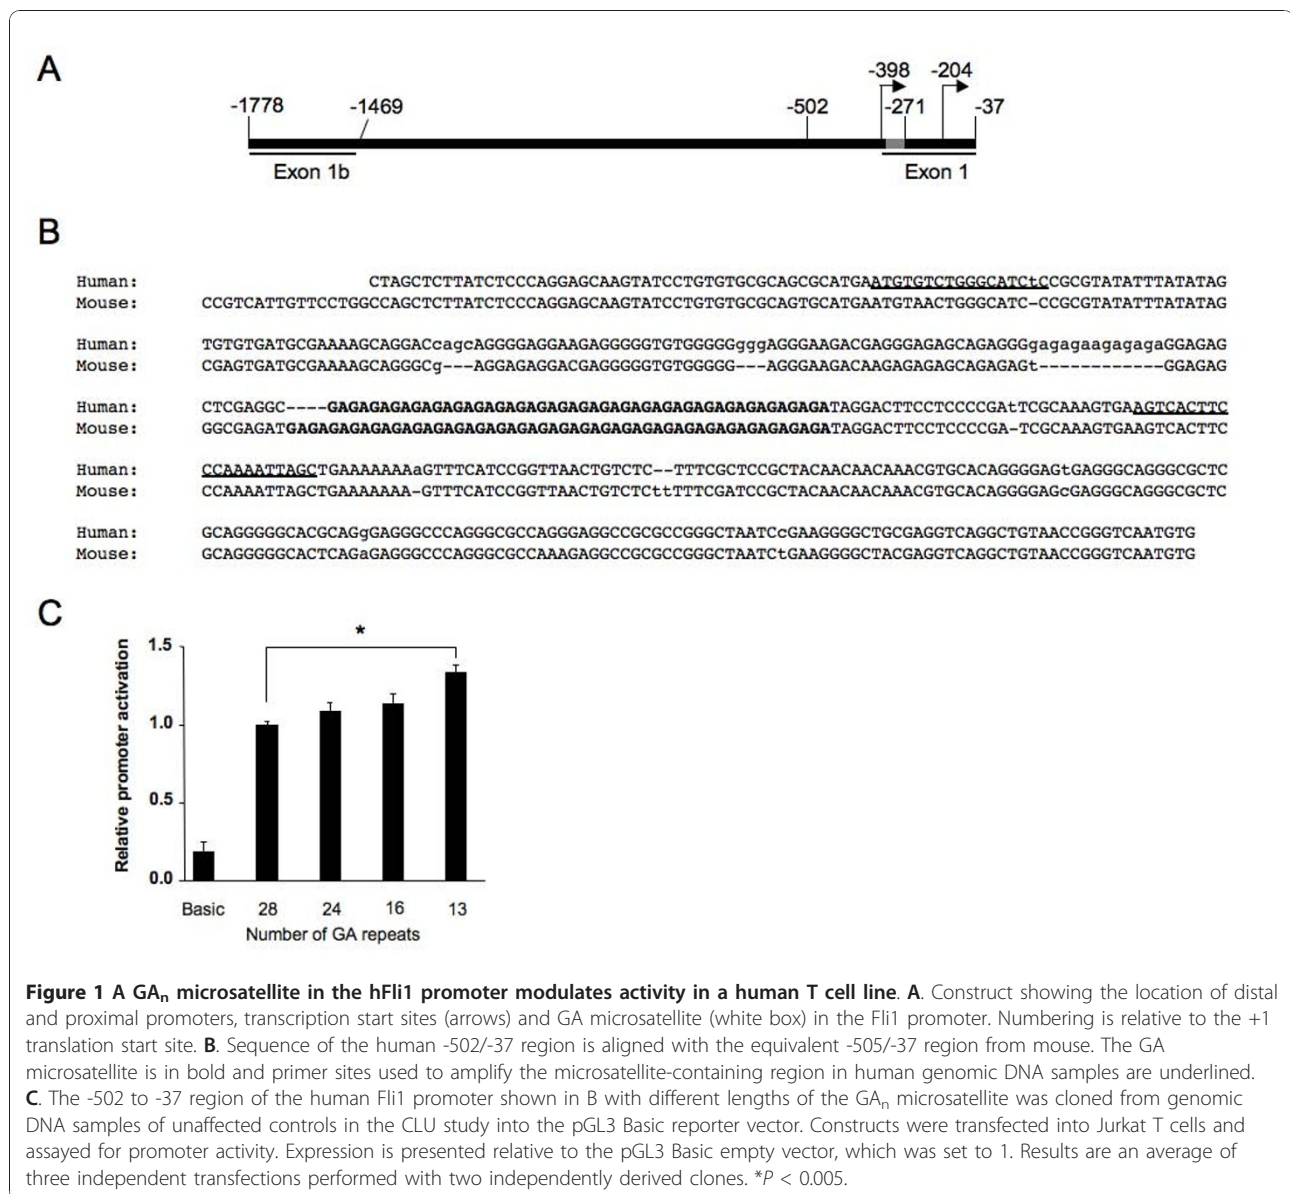 A
-398 -204
-1778 -1469 -502 -271 -37
Exon 1b Exon 1
B
Human: CTAGCTCTTATCTCCCAGGAGCAAGTATCCTGTGTGCGCAGCGCATGAATGTGTCTGGGCATCtCCGCGTATATTTATATAG
Mouse: CCGTCATTGTTCCTGGCCAGCTCTTATCTCCCAGGAGCAAGTATCCTGTGTGCGCAGTGCATGAATGTAACTGGGCATC-CCGCGTATATTTATATAG
Human: TGTGTGATGCGAAAAGCAGGACcagcAGGGGAGGAAGAGGGGGTGTGGGGGgggAGGGAAGACGAGGGAGAGCAGAGGGgagagaagagagaGGAGAG
Mouse: CGAGTGATGCGAAAAGCAGGGCg---AGGAGAGGACGAGGGGGTGTGGGGG---AGGGAAGACAAGAGAGAGCAGAGAGt------------GGAGAG
Human: CTCGAGGC----GAGAGAGAGAGAGAGAGAGAGAGAGAGAGAGAGAGAGAGAGAGATAGGACTTCCTCCCCGAtTCGCAAAGTGAAGTCACTTC
Mouse: GGCGAGATGAGAGAGAGAGAGAGAGAGAGAGAGAGAGAGAGAGAGAGAGAGAGAGAGATAGGACTTCCTCCCCGA-TCGCAAAGTGAAGTCACTTC
Human: CCAAAATTAGCTGAAAAAAAaGTTTCATCCGGTTAACTGTCTC--TTTCGCTCCGCTACAACAACAAACGTGCACAGGGGAGtGAGGGCAGGGCGCTC
Mouse: CCAAAATTAGCTGAAAAAAA-GTTTCATCCGGTTAACTGTCTCttTTTCGATCCGCTACAACAACAAACGTGCACAGGGGAGcGAGGGCAGGGCGCTC
Human: GCAGGGGGCACGCAGgGAGGGCCCAGGGCGCCAGGGAGGCCGCGCCGGGCTAATCcGAAGGGGCTGCGAGGTCAGGCTGTAACCGGGTCAATGTG
Mouse: GCAGGGGGCACTCAGaGAGGGCCCAGGGCGCCAAAGAGGCCGCGCCGGGCTAATCtGAAGGGGCTACGAGGTCAGGCTGTAACCGGGTCAATGTG
C
*
Relative promoter activation
1.5
1.0
0.5
0.0
Basic 28 24 16 13
Number of GA repeats
Figure 1 A GAn microsatellite in the hFli1 promoter modulates activity in a human T cell line. A. Construct showing the location of distal
and proximal promoters, transcription start sites (arrows) and GA microsatellite (white box) in the Fli1 promoter. Numbering is relative to the +1
translation start site. B. Sequence of the human -502/-37 region is aligned with the equivalent -505/-37 region from mouse. The GA
microsatellite is in bold and primer sites used to amplify the microsatellite-containing region in human genomic DNA samples are underlined.
C. The -502 to -37 region of the human Fli1 promoter shown in B with different lengths of the GAn microsatellite was cloned from genomic
DNA samples of unaffected controls in the CLU study into the pGL3 Basic reporter vector. Constructs were transfected into Jurkat T cells and
assayed for promoter activity. Expression is presented relative to the pGL3 Basic empty vector, which was set to 1. Results are an average of
three independent transfections performed with two independently derived clones. *P < 0.005.